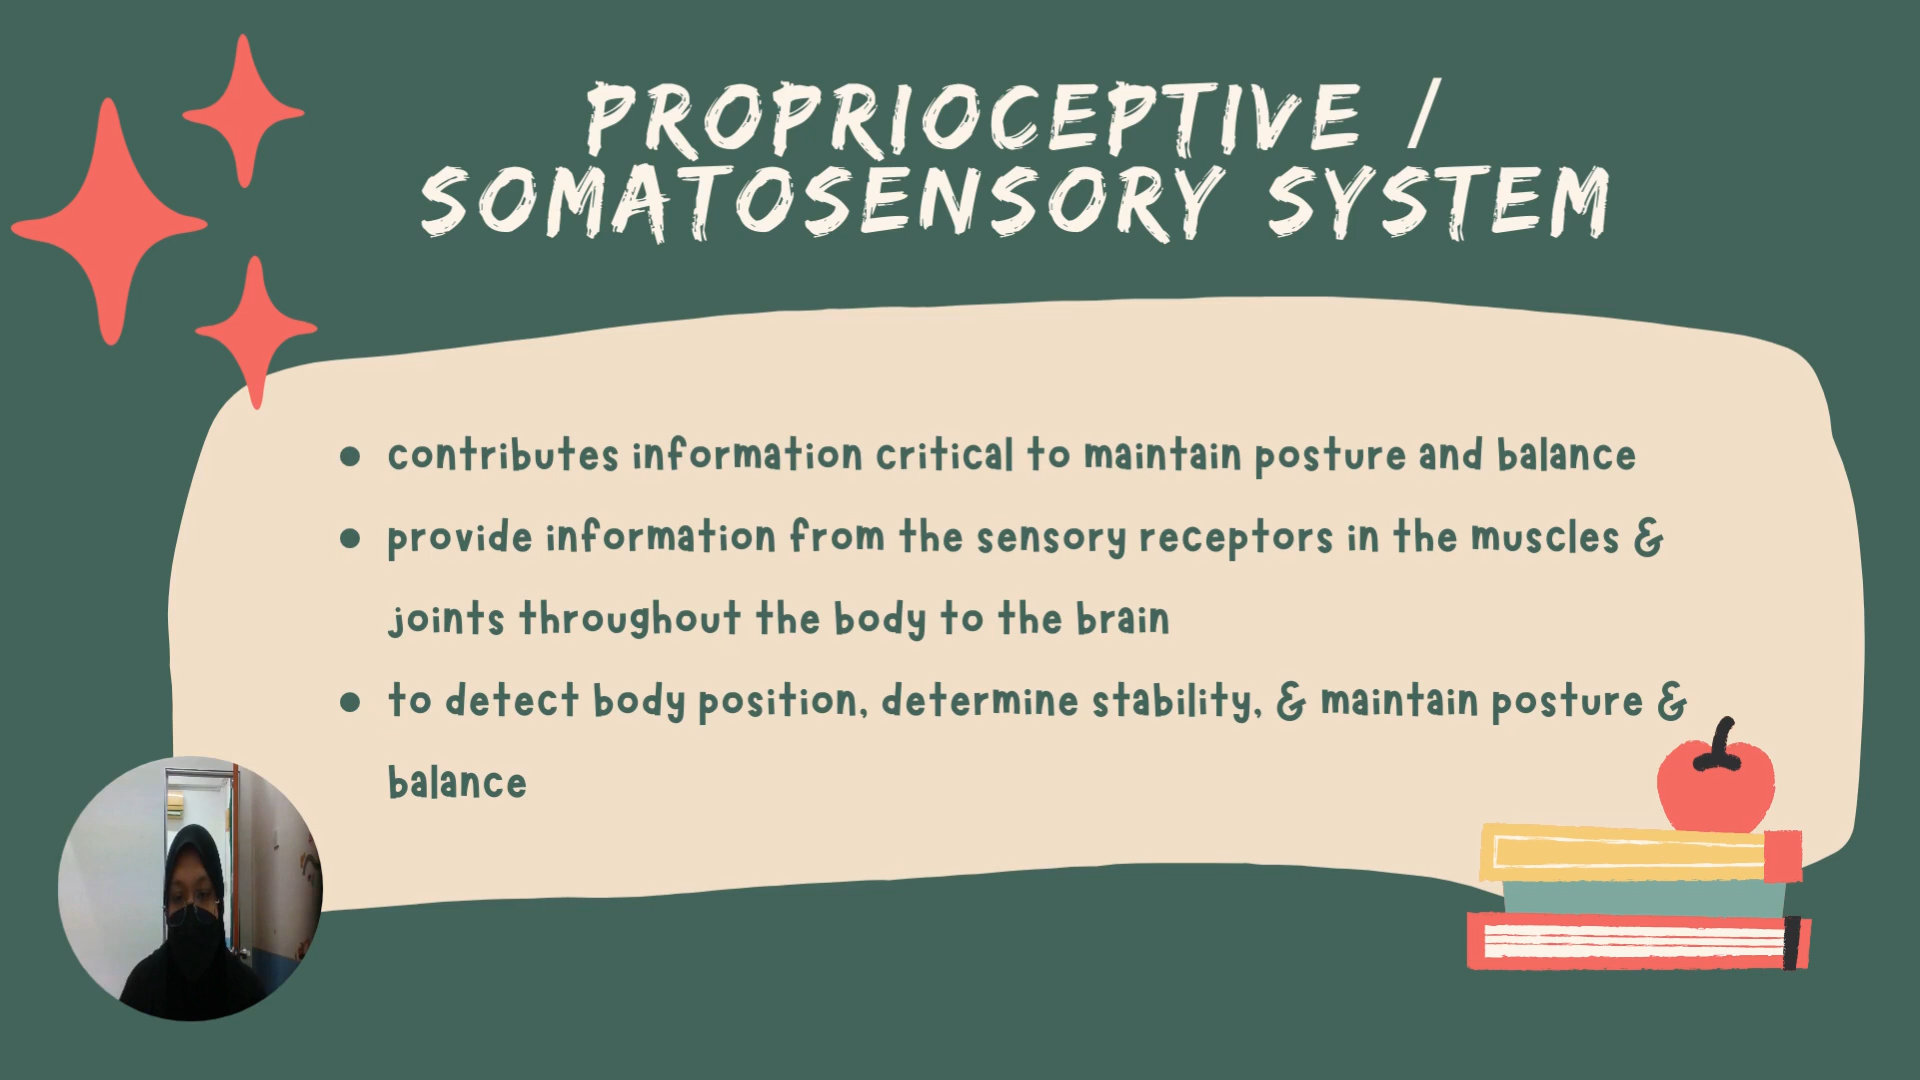 PROPRIOCEPTIVE /
SOMATOSENSORY SYSTEM
• contributes information critical to maintain posture and balance
• provide information from the sensory receptors in the muscles &
joints throughout the body to the brain
• to detect body position, determine stability, & maintain posture &
balance